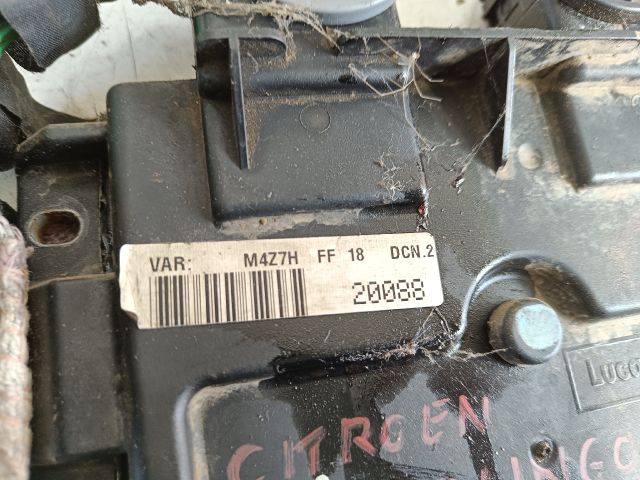 VAR: M4Z7H FF 18 DCN.2
20088
CITROEN